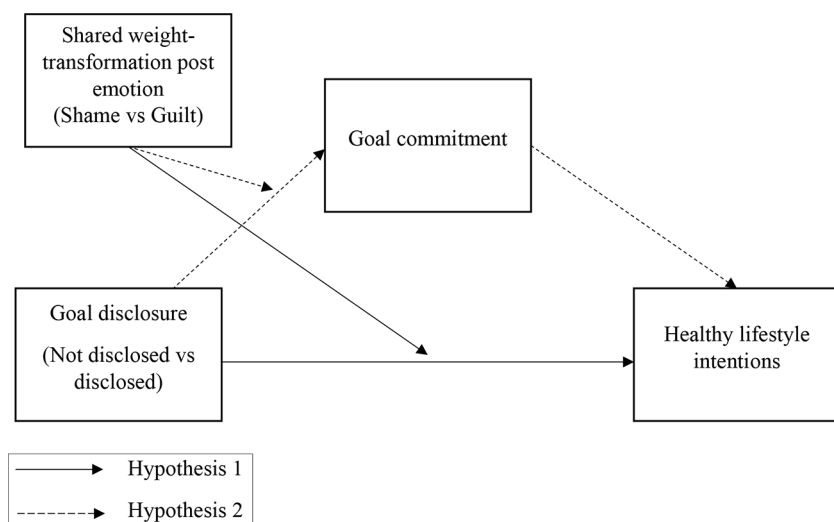 Shared weight-
transformation post
emotion
(Shame vs Guilt)
Goal commitment
Goal disclosure
(Not disclosed vs
disclosed)
Healthy lifestyle
intentions
Hypothesis 1
Hypothesis 2